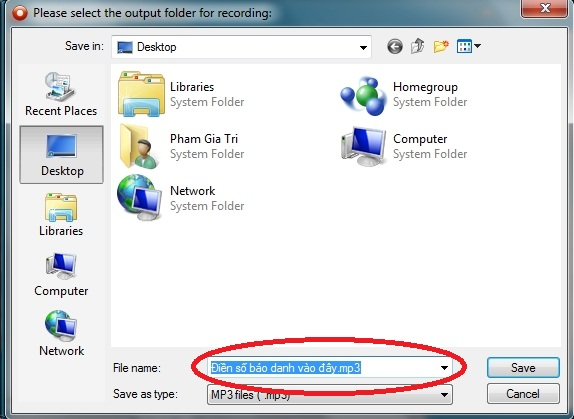 Please select the output folder for recording:
Save in:
Desktop
Recent Places
Desktop
Libraries
Computer
Network
Libraries
System Folder
Homegroup
System Folder
Pham Gia Tri
System Folder
Computer
System Folder
Network
System Folder
File name:
Điền số báo danh vào đây.mp3
Save
Save as type:
MP3 files ( .mp3)
Cancel